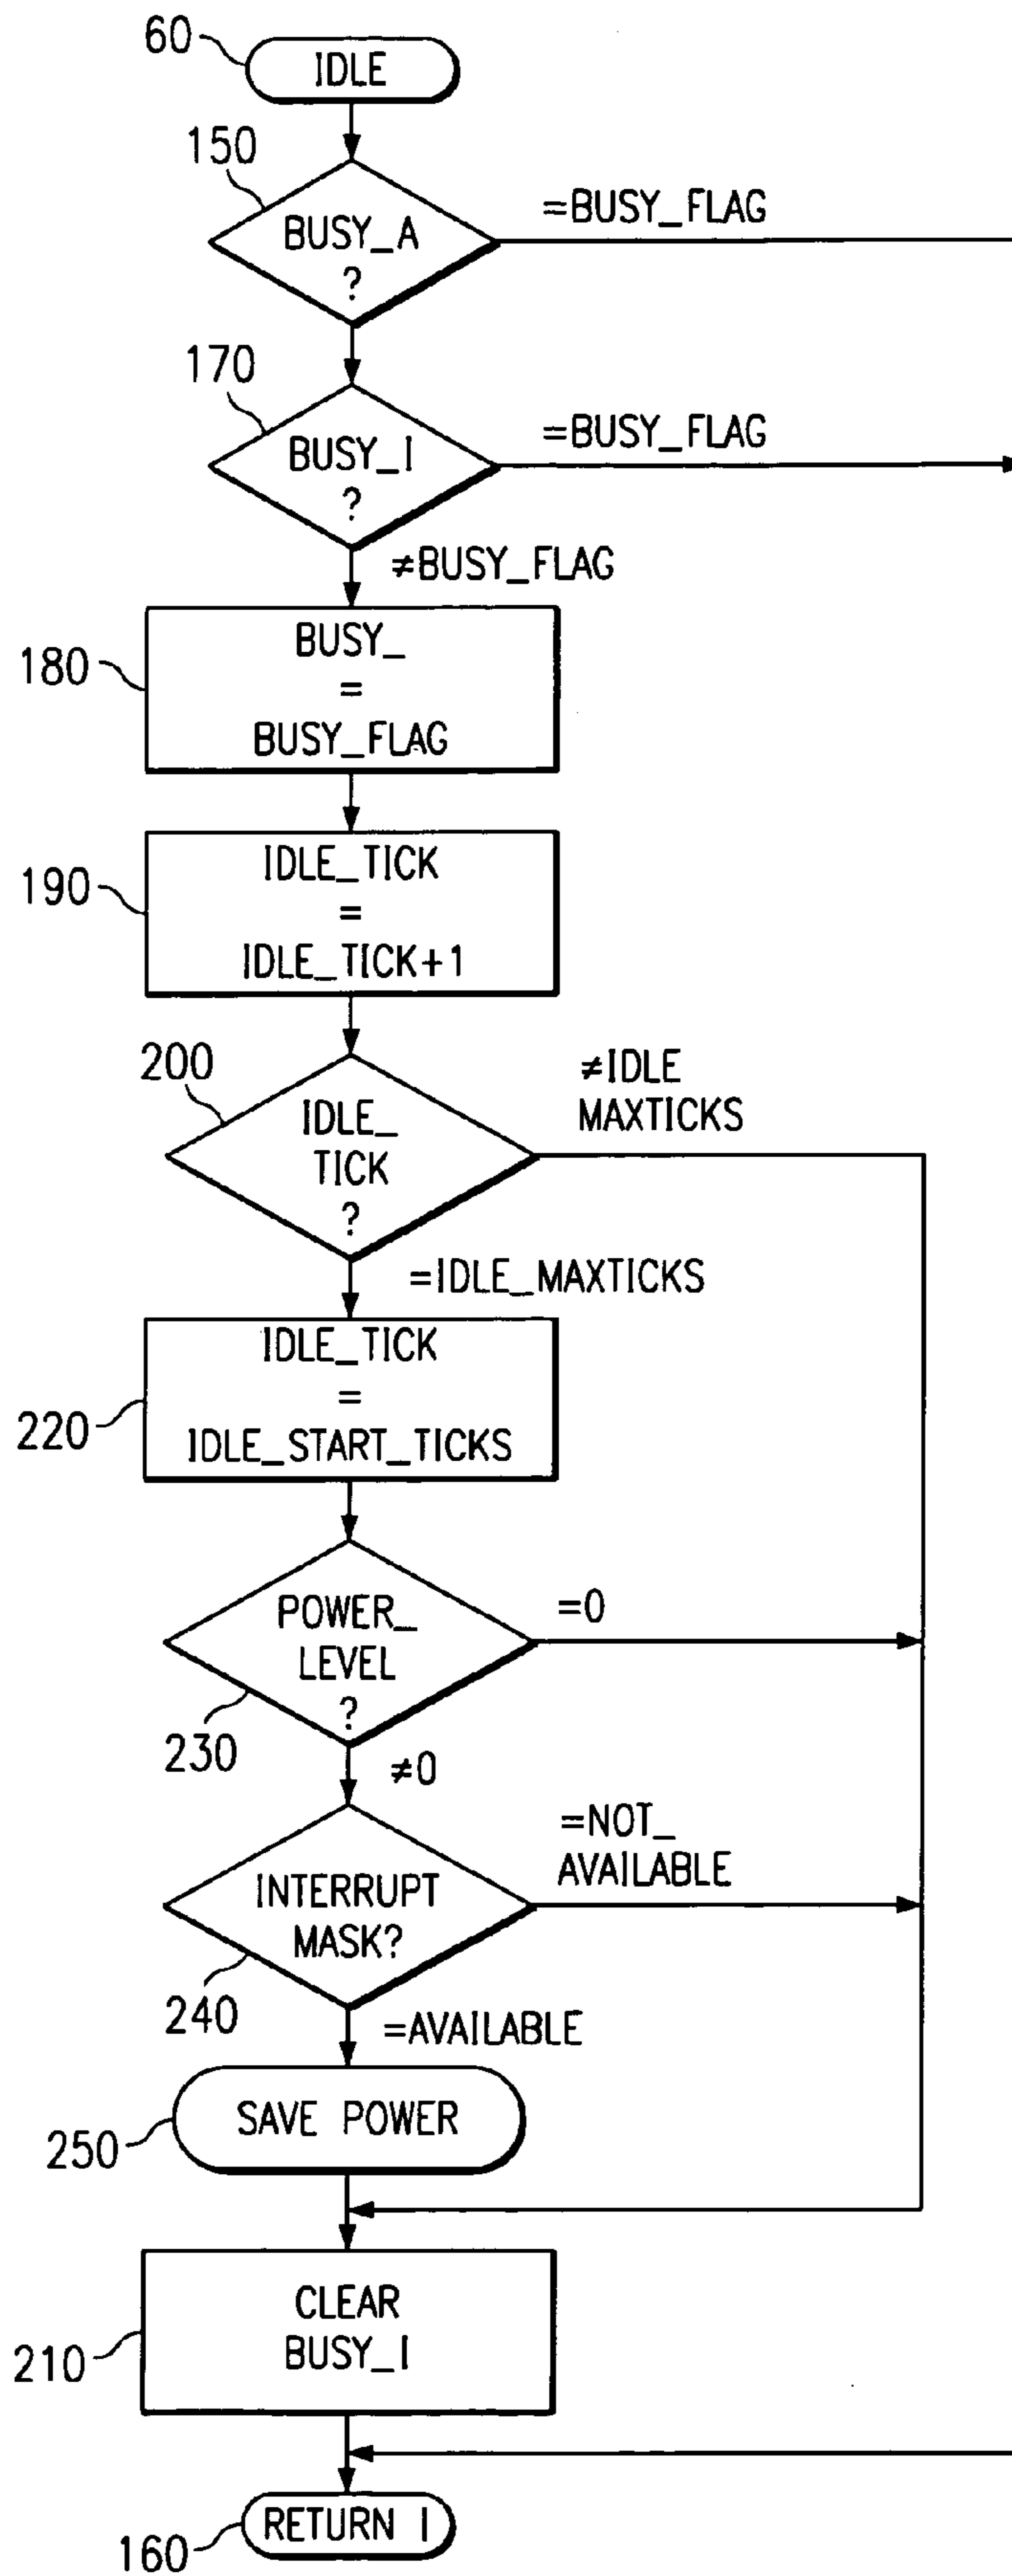 60
IDLE
150
BUSY_A
?
=BUSY_FLAG
170
BUSY_I
?
=BUSY_FLAG
≠BUSY_FLAG
180
BUSY_
=
BUSY_FLAG
190
IDLE_TICK
=
IDLE_TICK+1
200
IDLE_
TICK
?
≠IDLE
MAXTICKS
=IDLE_MAXTICKS
220
IDLE_TICK
=
IDLE_START_TICKS
POWER_
LEVEL
?
=0
230
≠0
INTERRUPT
MASK?
=NOT_
AVAILABLE
240
=AVAILABLE
SAVE POWER
250
CLEAR
BUSY_I
210
RETURN I
160